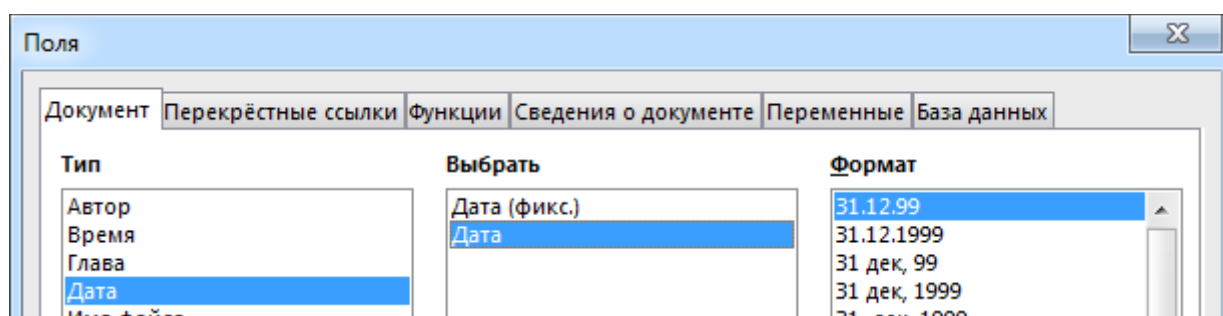 Поля
Документ Перекрёстные ссылки Функции Сведения о документе Переменные База данных
Тип Выбрать Формат
Автор Дата (фикс.) 31.12.99
Время Дата 31.12.1999
Глава 31 дек, 99
Дата 31 дек, 1999